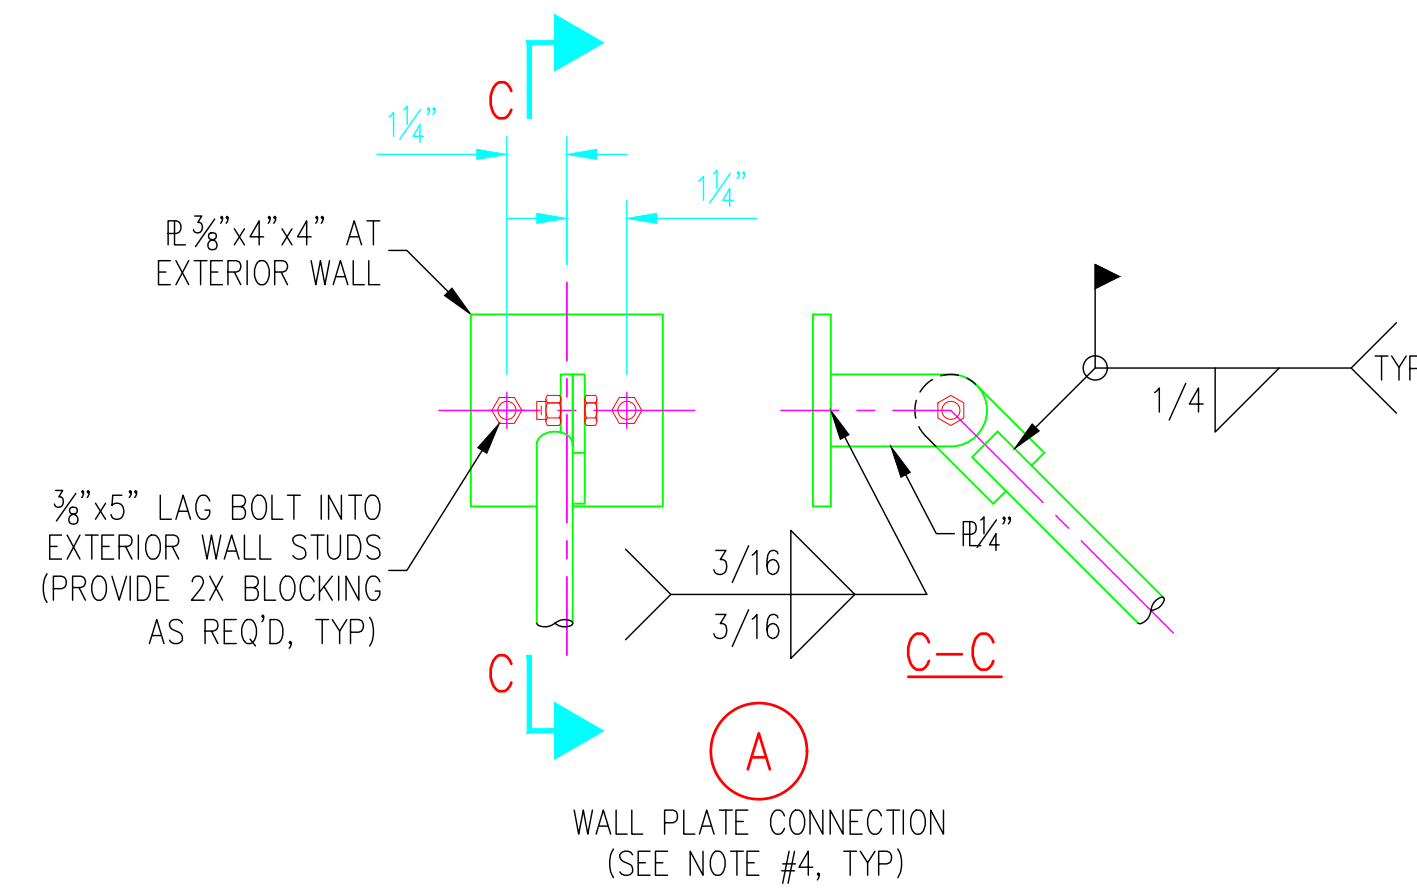 C
1¼”
1¼”
℄ ⅜”x4”x4” AT
EXTERIOR WALL
TYP
1/4
⅜”x5” LAG BOLT INTO
EXTERIOR WALL STUDS
(PROVIDE 2X BLOCKING
AS REQ'D, TYP)
PL¼”
3/16
3/16
C
C-C
A
WALL PLATE CONNECTION
(SEE NOTE #4, TYP)